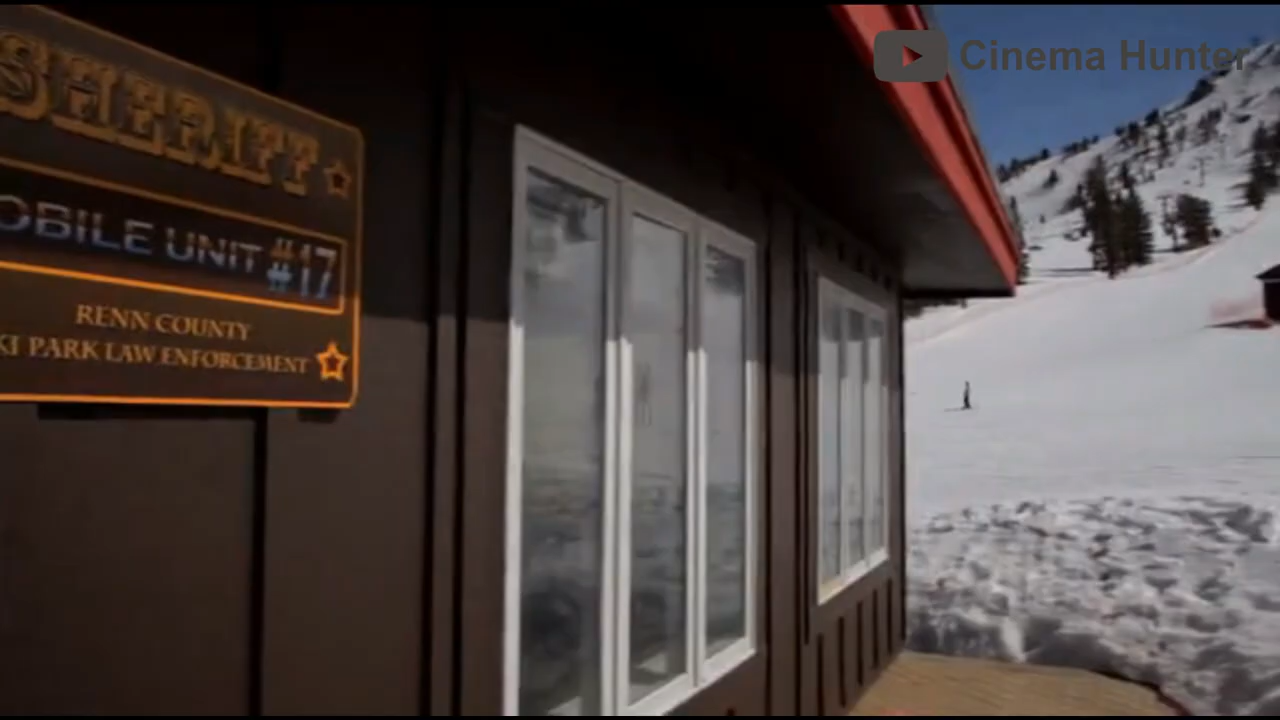 Cinema Hunter
SHERIFF
OBILE UNIT #17
RENN COUNTY
KI PARK LAW ENFORCEMENT